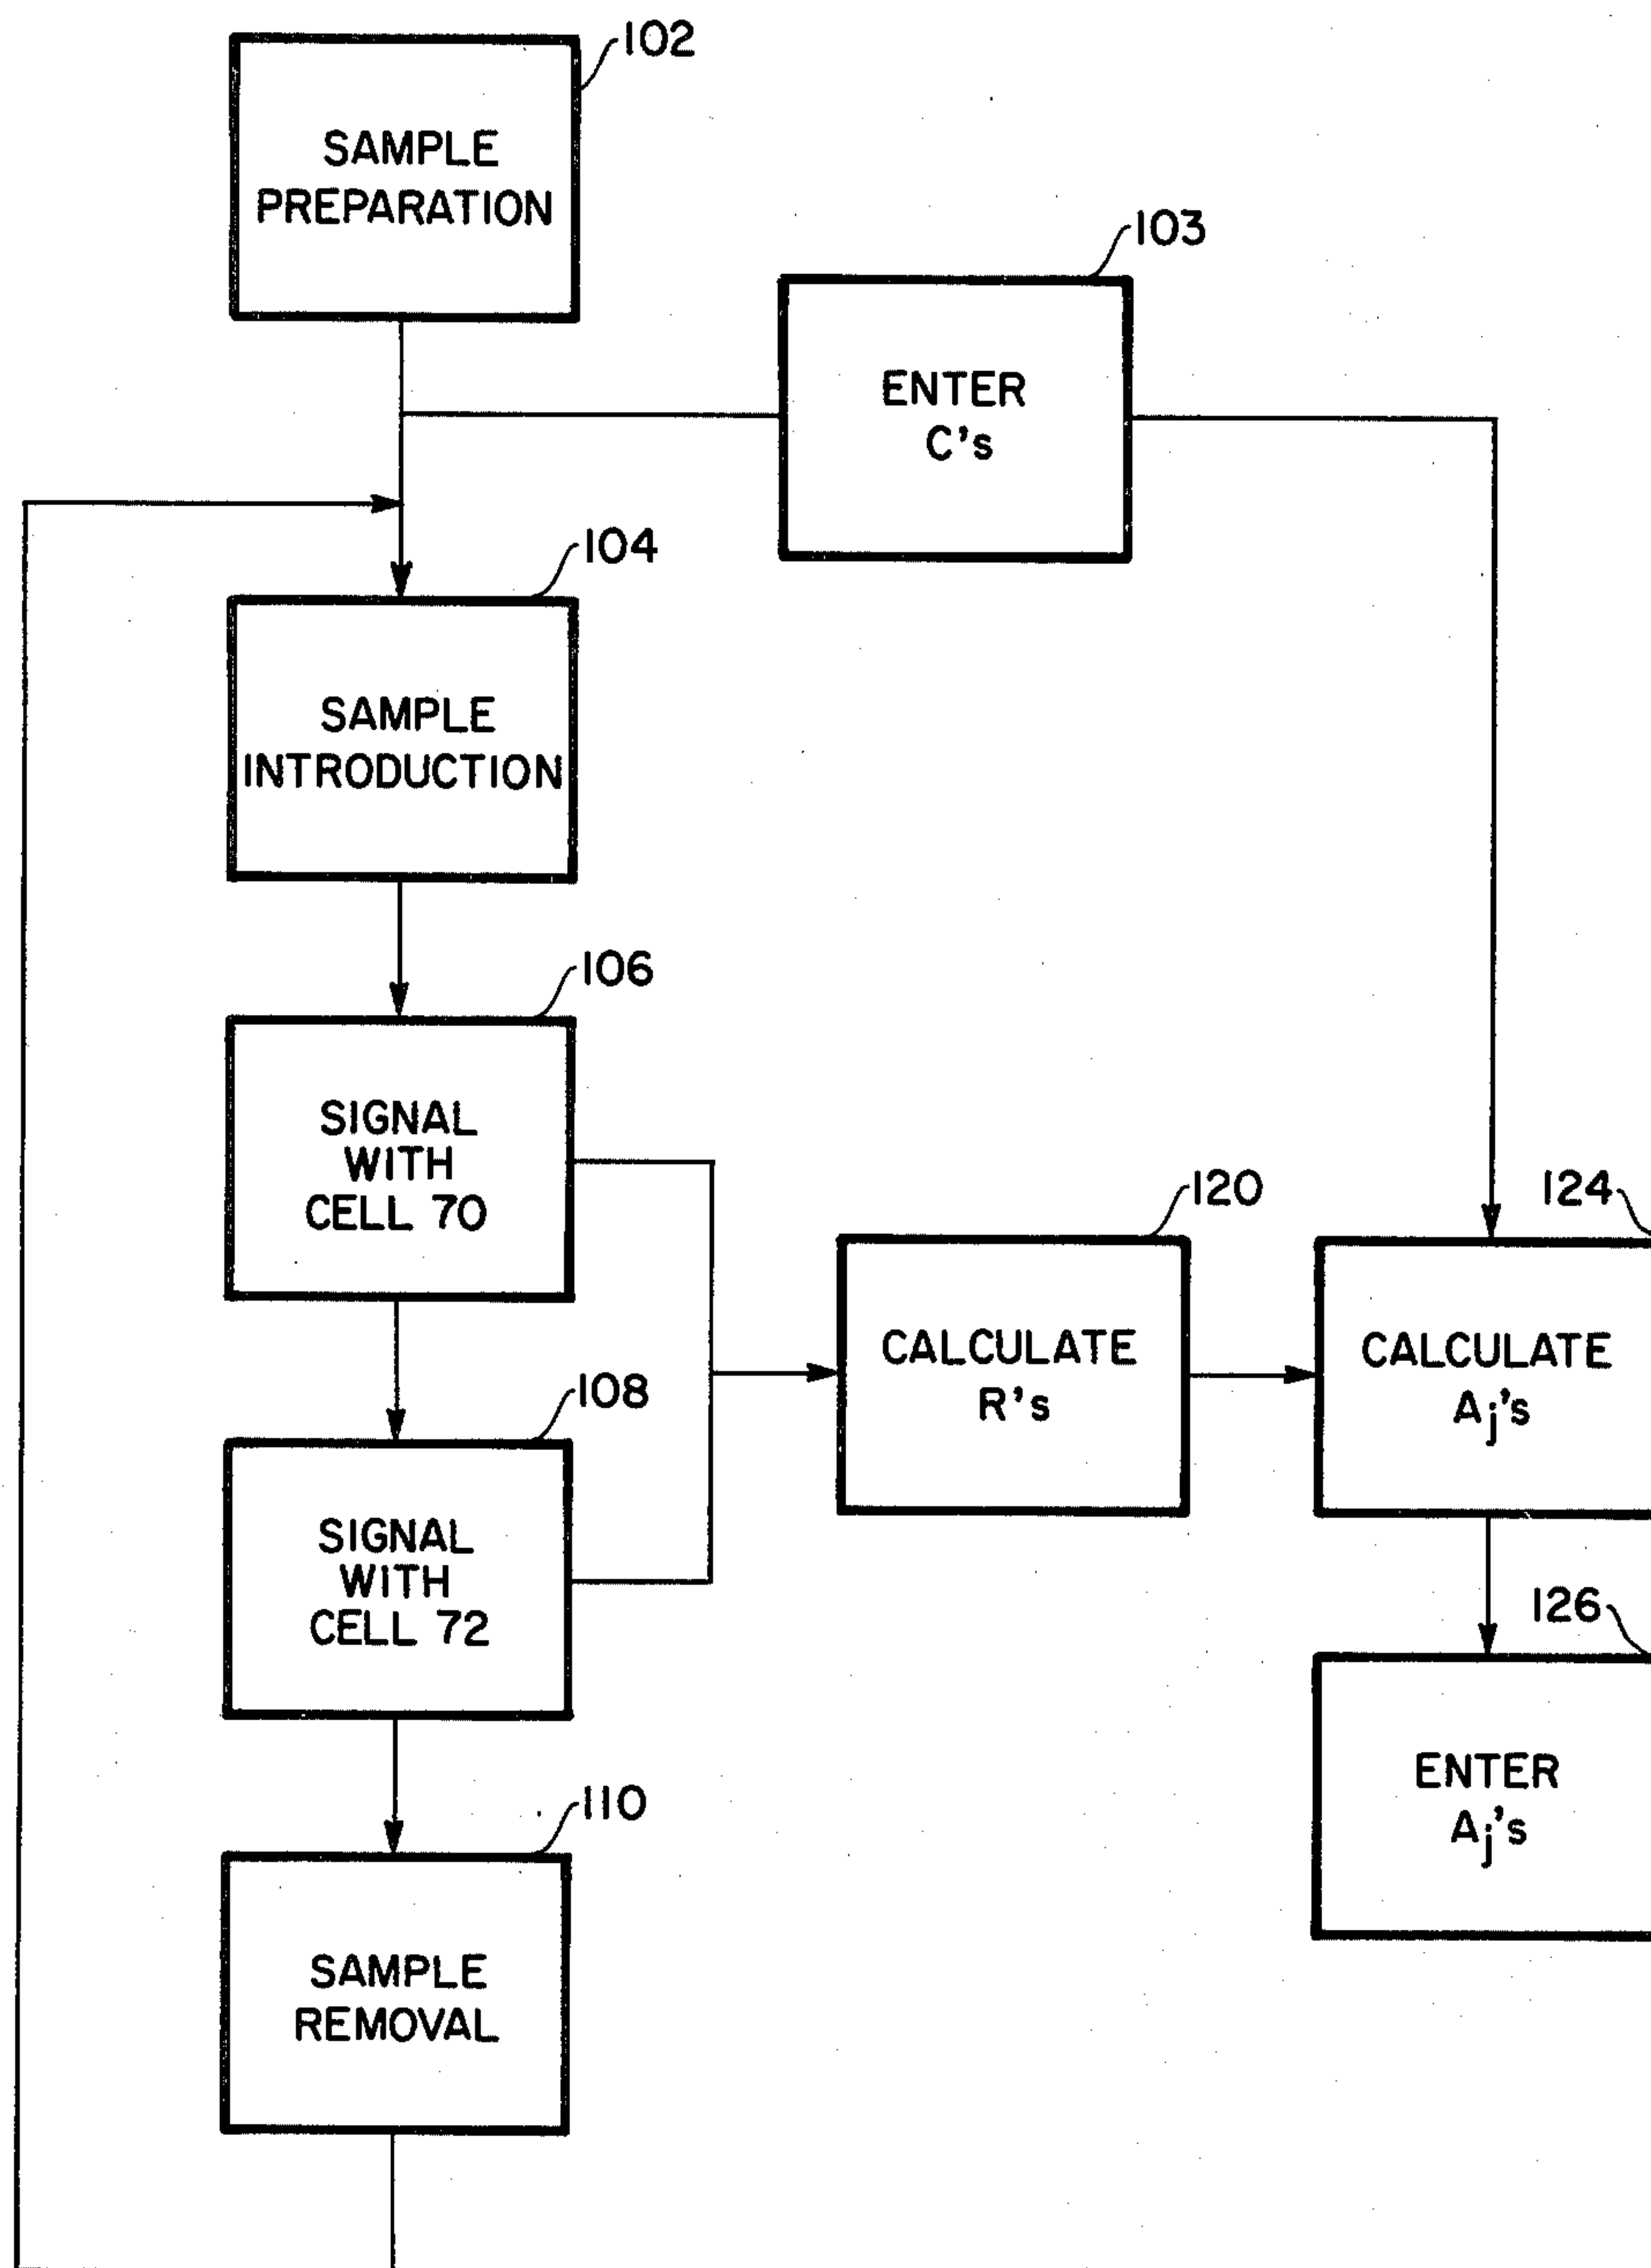 102
SAMPLE
PREPARATION
103
ENTER
C's
104
SAMPLE
INTRODUCTION
106
SIGNAL
WITH
CELL 70
120
CALCULATE
R's
124
CALCULATE
Aj's
108
SIGNAL
WITH
CELL 72
126
ENTER
Aj's
110
SAMPLE
REMOVAL